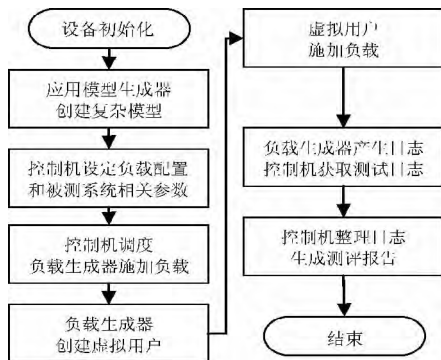 设备初始化
应用模型生成器
创建复杂模型
控制机设定负载配置
和被测系统相关参数
控制机调度
负载生成器施加负载
负载生成器
创建虚拟用户
虚拟用户
施加负载
负载生成器产生日志
控制机获取测试日志
控制机整理日志
生成测评报告
结束